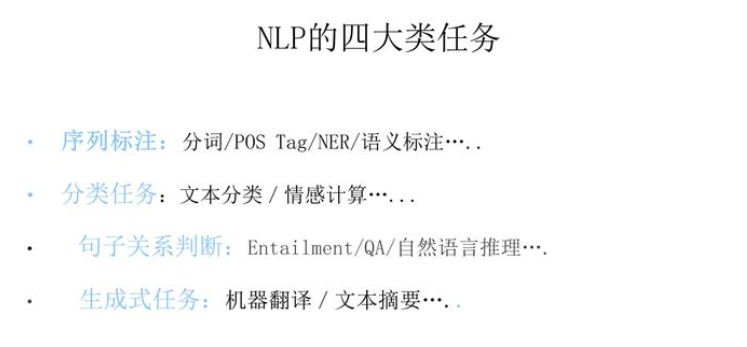 NLP的四大类任务
• 序列标注：分词/POS Tag/NER/语义标注…..
• 分类任务：文本分类/情感计算…...
• 句子关系判断：Entailment/QA/自然语言推理….
• 生成式任务：机器翻译/文本摘要…..